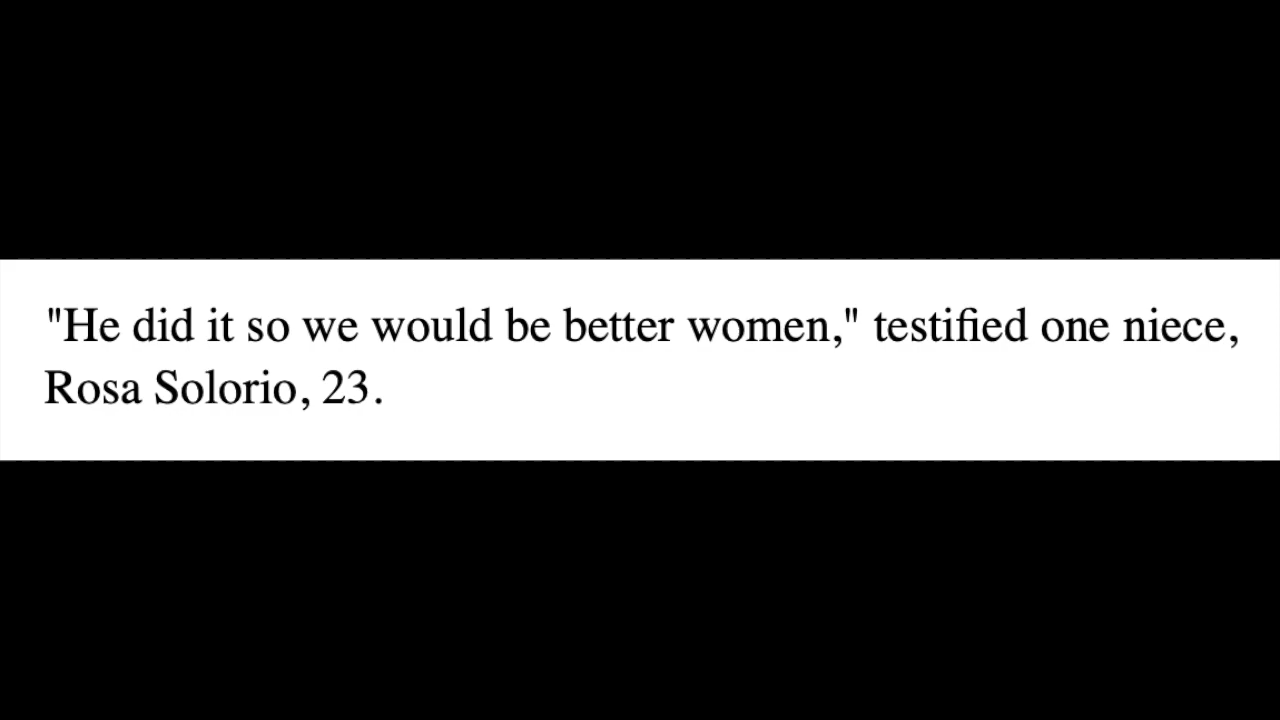 "He did it so we would be better women," testified one niece,
Rosa Solorio, 23.